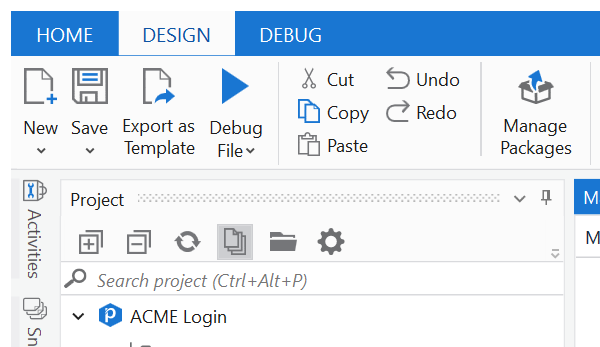 HOME DESIGN DEBUG
New Save Export as Template Debug File
Cut Undo
Copy Redo
Paste
Manage Packages
Activities
Sn
Project
Search project (Ctrl+Alt+P)
ACME Login
M
M